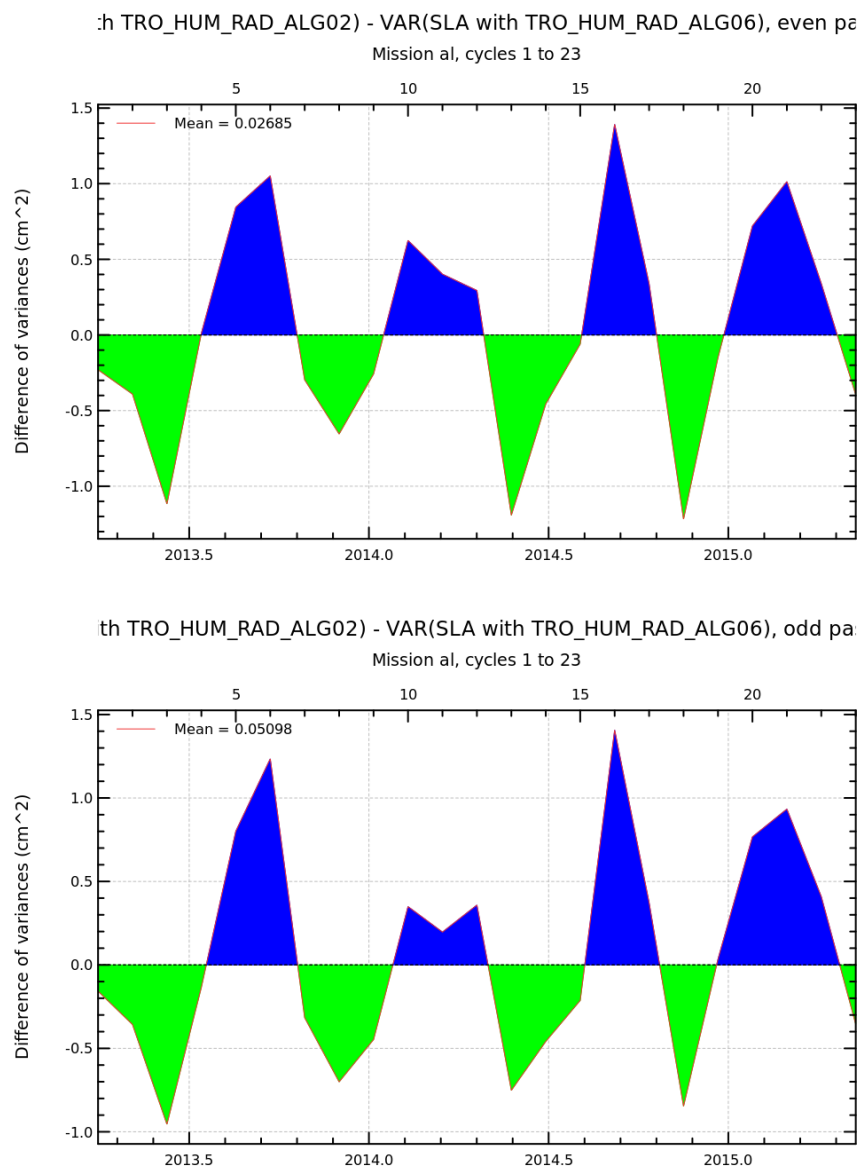 th TRO_HUM_RAD_ALG02) - VAR(SLA with TRO_HUM_RAD_ALG06), even pa
Mission al, cycles 1 to 23
5 10 15 20
Mean = 0.02685
1.5
1.0
0.5
0.0
-0.5
-1.0
Difference of variances (cm^2)
2013.5 2014.0 2014.5 2015.0
ith TRO_HUM_RAD_ALG02) - VAR(SLA with TRO_HUM_RAD_ALG06), odd pas
Mission al, cycles 1 to 23
5 10 15 20
Mean = 0.05098
1.5
1.0
0.5
0.0
-0.5
-1.0
Difference of variances (cm^2)
2013.5 2014.0 2014.5 2015.0